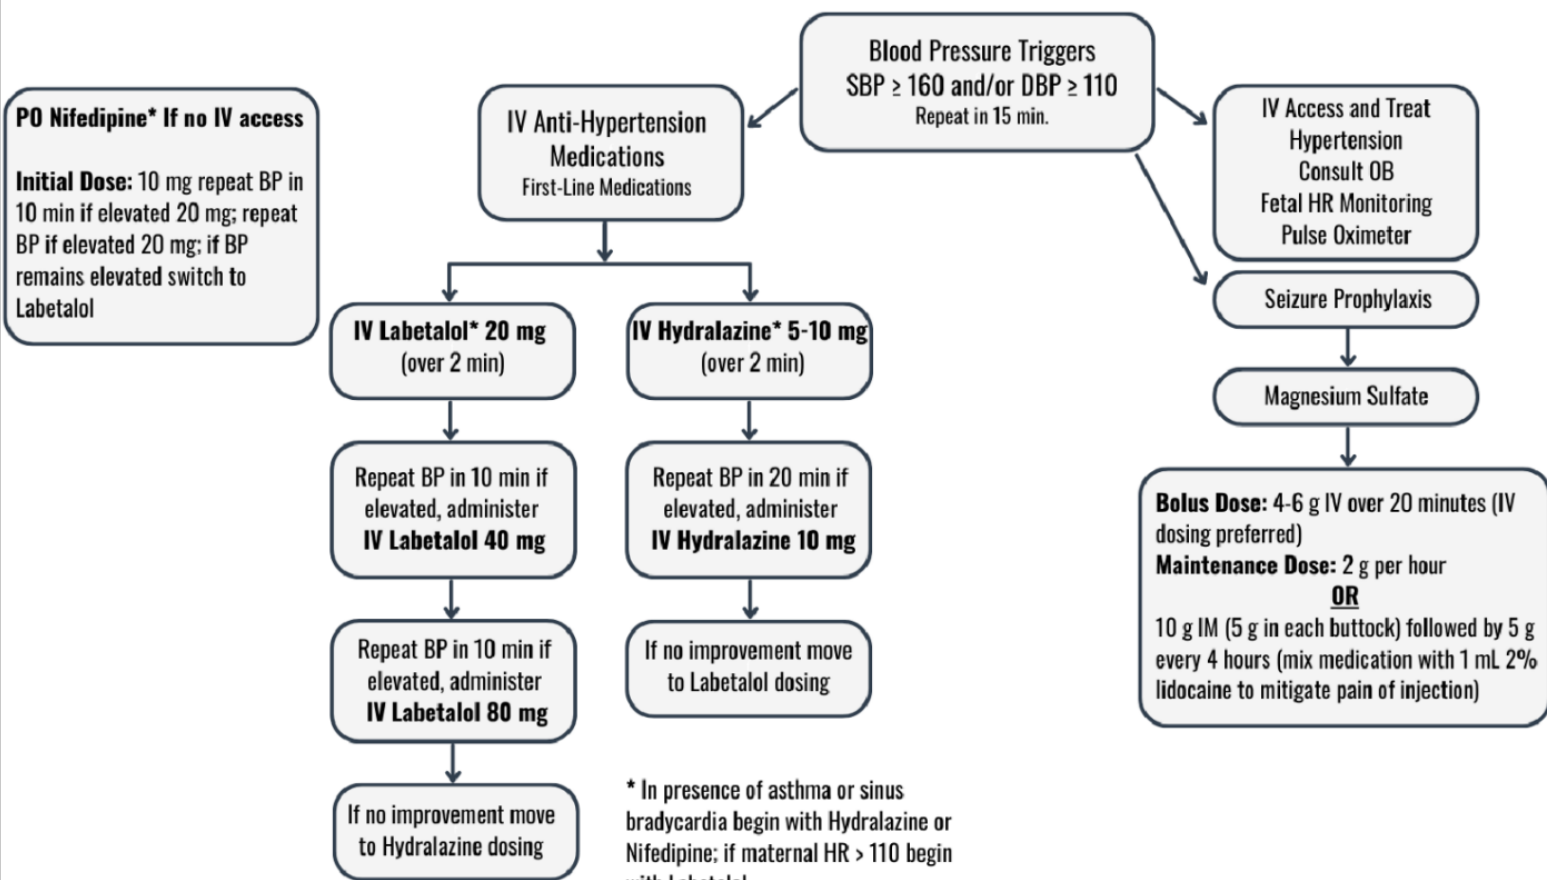 Blood Pressure Triggers
SBP ≥ 160 and/or DBP ≥ 110
Repeat in 15 min.
PO Nifedipine* If no IV access
Initial Dose: 10 mg repeat BP in
10 min if elevated 20 mg; repeat
BP if elevated 20 mg; if BP
remains elevated switch to
Labetalol
IV Anti-Hypertension
Medications
First-Line Medications
IV Labetalol* 20 mg
(over 2 min)
Repeat BP in 10 min if
elevated, administer
IV Labetalol 40 mg
Repeat BP in 10 min if
elevated, administer
IV Labetalol 80 mg
If no improvement move
to Hydralazine dosing
IV Hydralazine* 5-10 mg
(over 2 min)
Repeat BP in 20 min if
elevated, administer
IV Hydralazine 10 mg
If no improvement move
to Labetalol dosing
* In presence of asthma or sinus
bradycardia begin with Hydralazine or
Nifedipine; if maternal HR > 110 begin
IV Access and Treat
Hypertension
Consult OB
Fetal HR Monitoring
Pulse Oximeter
Seizure Prophylaxis
Magnesium Sulfate
Bolus Dose: 4-6 g IV over 20 minutes (IV
dosing preferred)
Maintenance Dose: 2 g per hour
OR
10 g IM (5 g in each buttock) followed by 5 g
every 4 hours (mix medication with 1 mL 2%
lidocaine to mitigate pain of injection)